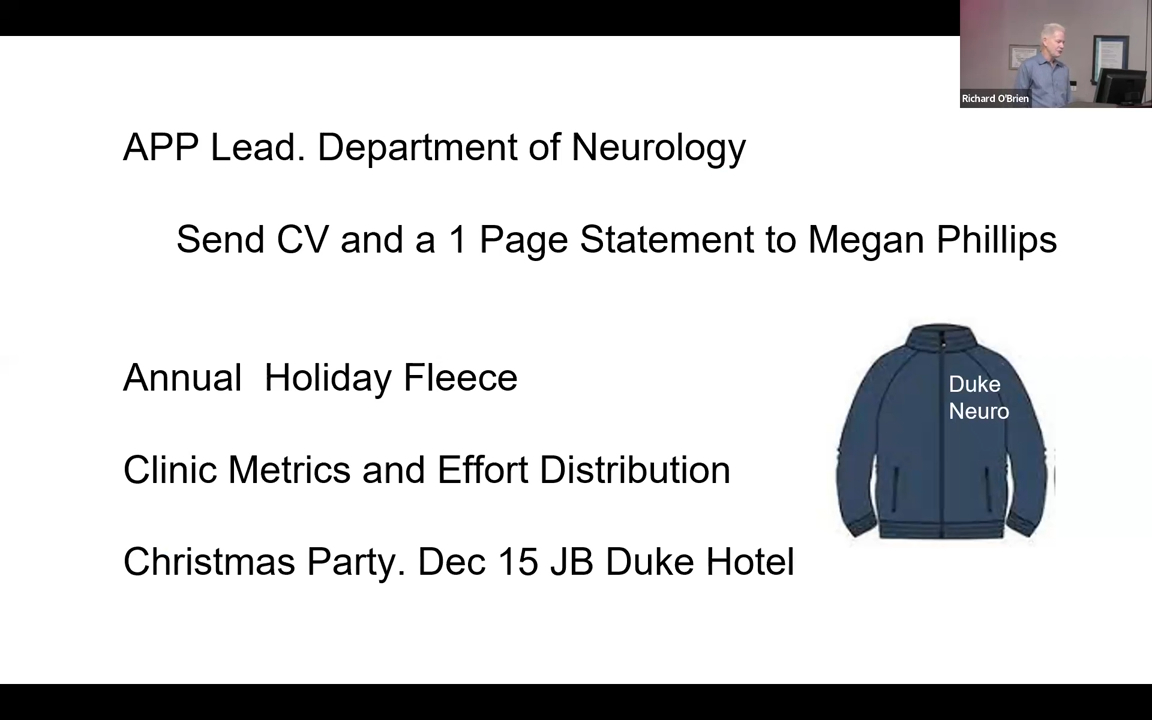 Richard O'Brien
APP Lead. Department of Neurology
Send CV and a 1 Page Statement to Megan Phillips
Annual  Holiday Fleece
Duke
Neuro
Clinic Metrics and Effort Distribution
Christmas Party. Dec 15 JB Duke Hotel